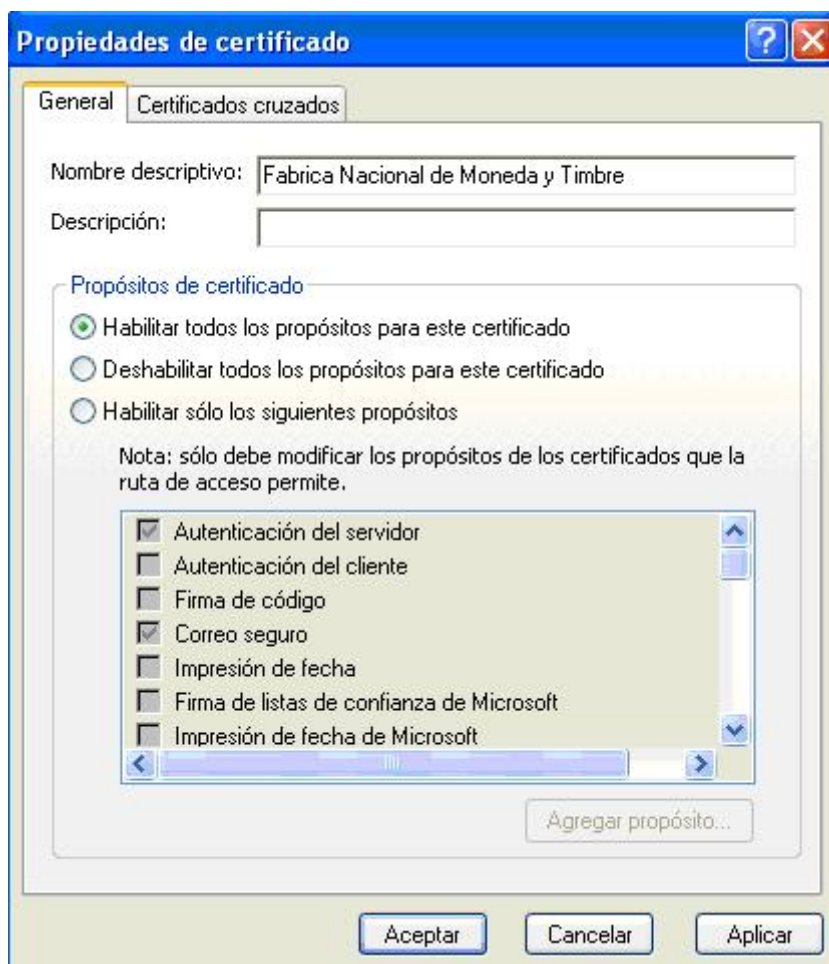 Propiedades de certificado
General
Certificados cruzados
Nombre descriptivo: Fabrica Nacional de Moneda y Timbre
Descripción:
Propósitos de certificado
Habilitar todos los propósitos para este certificado
Deshabilitar todos los propósitos para este certificado
Habilitar sólo los siguientes propósitos
Nota: sólo debe modificar los propósitos de los certificados que la
ruta de acceso permite.
Autenticación del servidor
Autenticación del cliente
Firma de código
Correo seguro
Impresión de fecha
Firma de listas de confianza de Microsoft
Impresión de fecha de Microsoft
Agregar propósito...
Aceptar
Cancelar
Aplicar